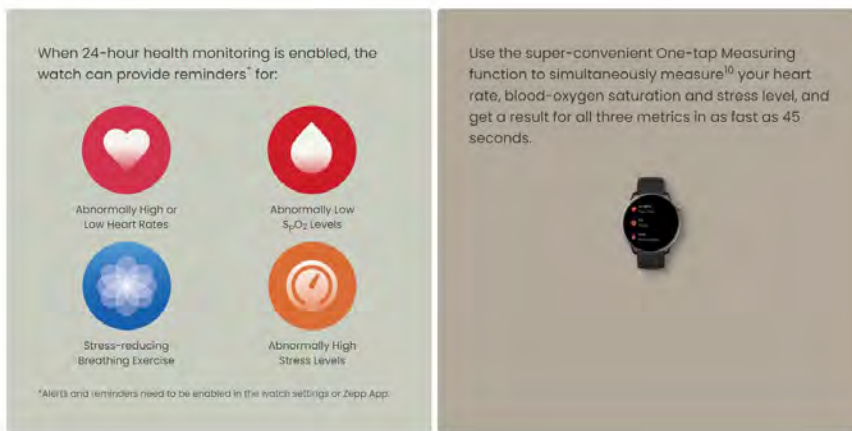 When 24-hour health monitoring is enabled, the
watch can provide reminders* for:
Abnormally High or
Low Heart Rates
Abnormally Low
SpO2 Levels
Stress-reducing
Breathing Exercise
Abnormally High
Stress Levels
*Alerts and reminders need to be enabled in the watch settings or Zepp App.
Use the super-convenient One-tap Measuring
function to simultaneously measure10 your heart
rate, blood-oxygen saturation and stress level, and
get a result for all three metrics in as fast as 45
seconds.